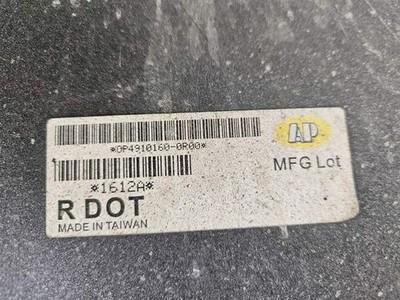 AP
*DP4910160-0R00*
MFG Lot
*1612A*
R DOT
MADE IN TAIWAN